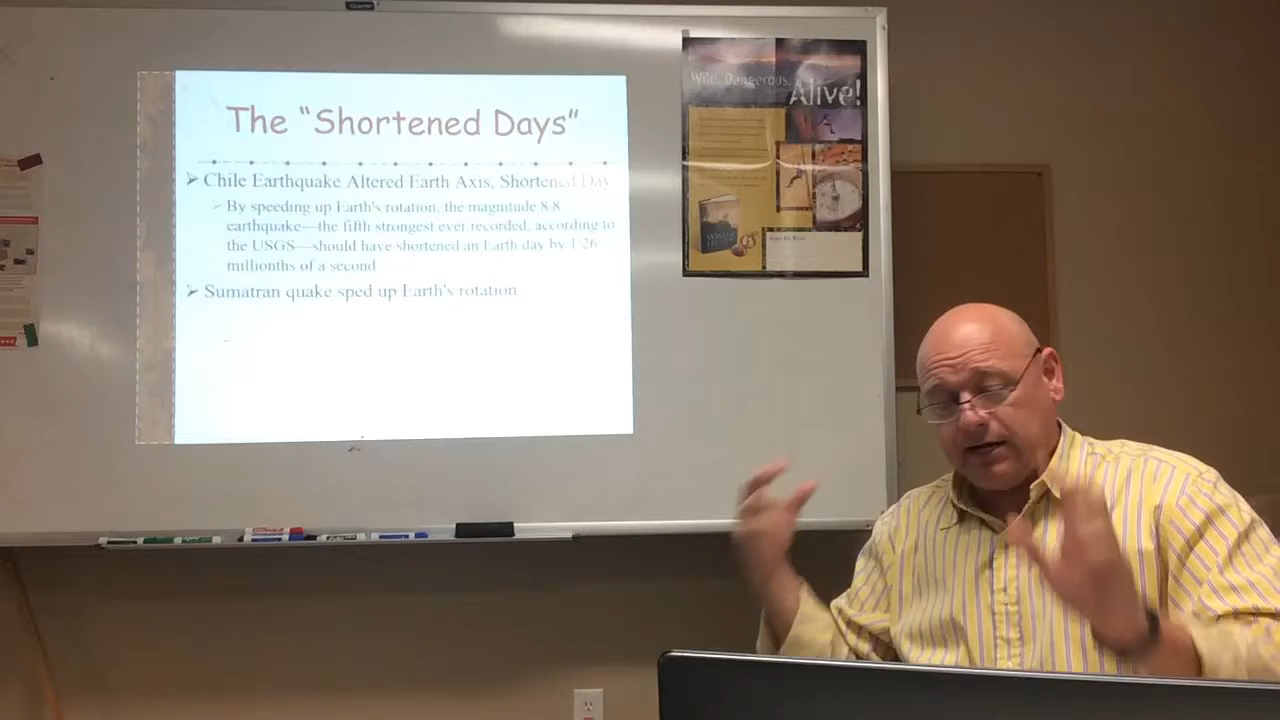 The "Shortened Days"
Chile Earthquake Altered Earth Axis, Shortened Day
By speeding up Earth's rotation, the magnitude 8.8
earthquake—the fifth strongest ever recorded, according to
the USGS—should have shortened an Earth day by 1.26
millionths of a second
Sumatran quake sped up Earth's rotation
Wild, Dangerous,
Alive!